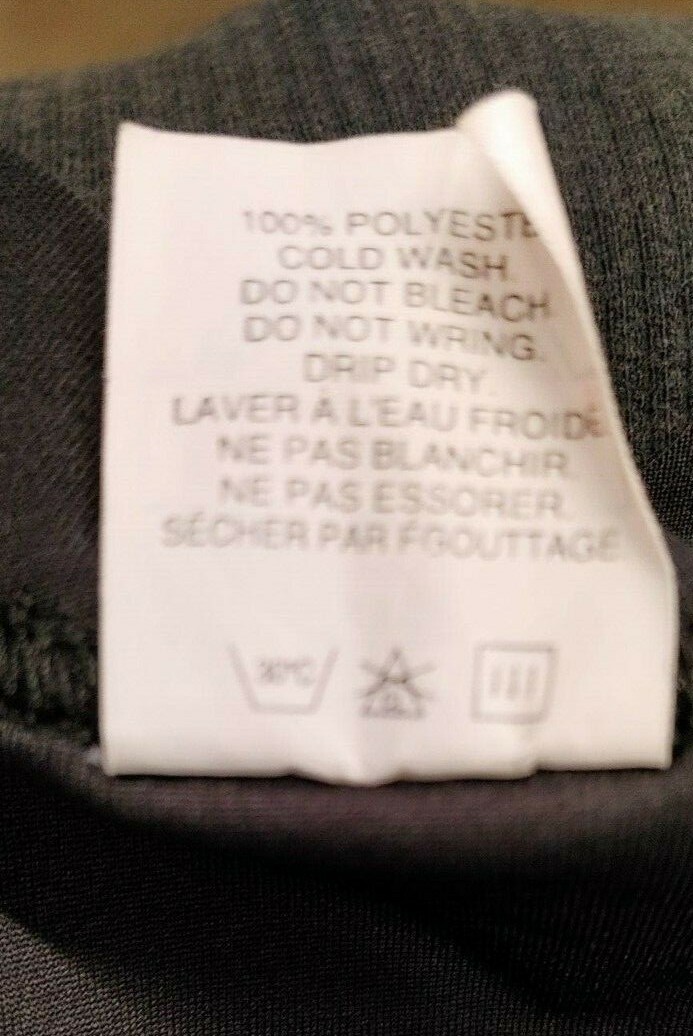 100% POLYESTE
COLD WASH
DO NOT BLEACH
DO NOT WRING.
DRIP DRY.
LAVER À L'EAU FROIDE
NE PAS BLANCHIR.
NE PAS ESSORER.
SÉCHER PAR ÉGOUTTAGE
30°C